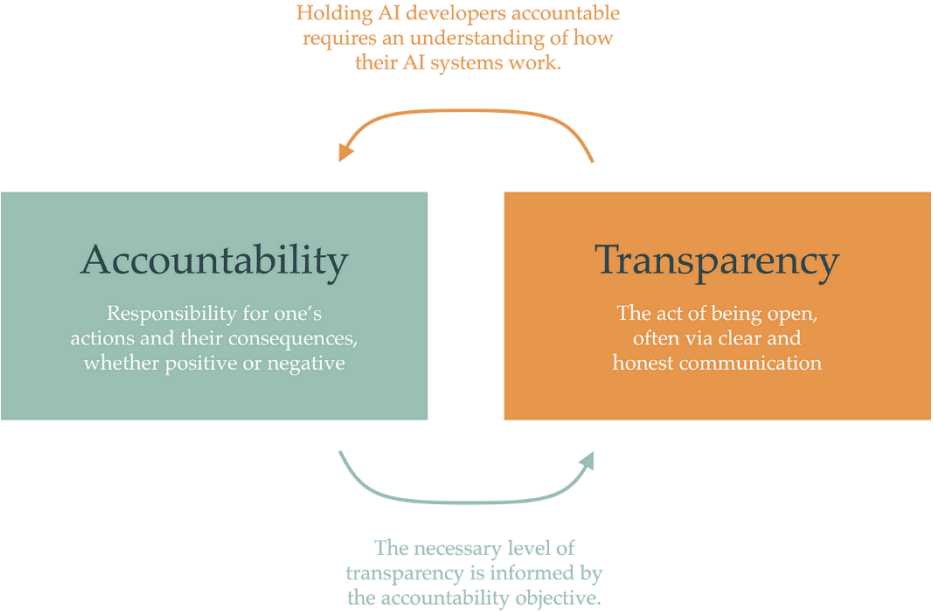 Holding AI developers accountable
requires an understanding of how
their AI systems work.
Accountability
Responsibility for one’s
actions and their consequences,
whether positive or negative
Transparency
The act of being open,
often via clear and
honest communication
The necessary level of
transparency is informed by
the accountability objective.